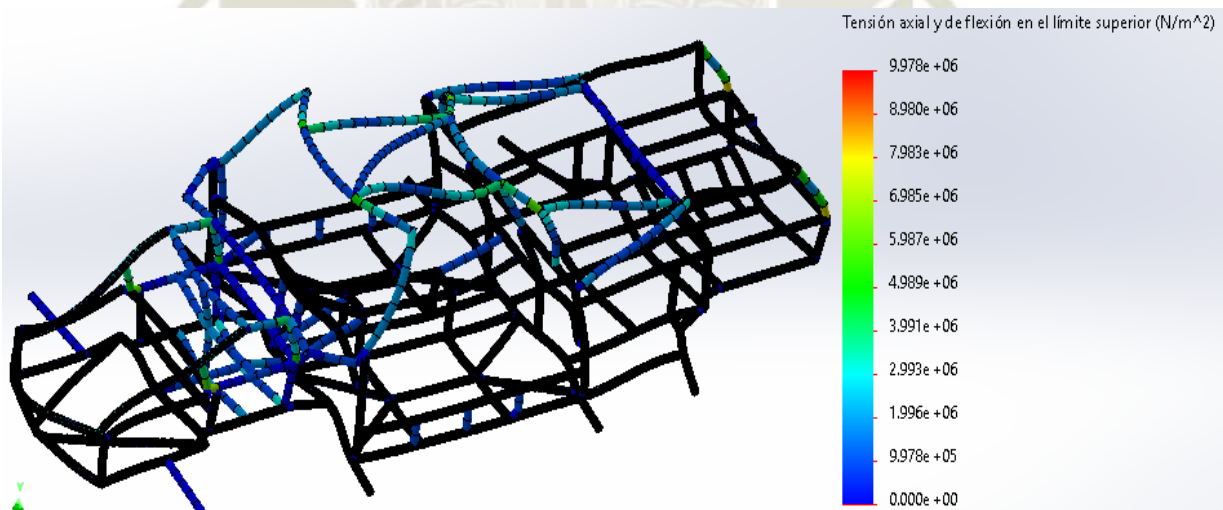 Tensión axial y de flexión en el límite superior (N/m^2)
9.978e+06
8.980e+06
7.983e+06
6.985e+06
5.987e+06
4.989e+06
3.991e+06
2.993e+06
1.996e+06
9.978e+05
0.000e+00
Y